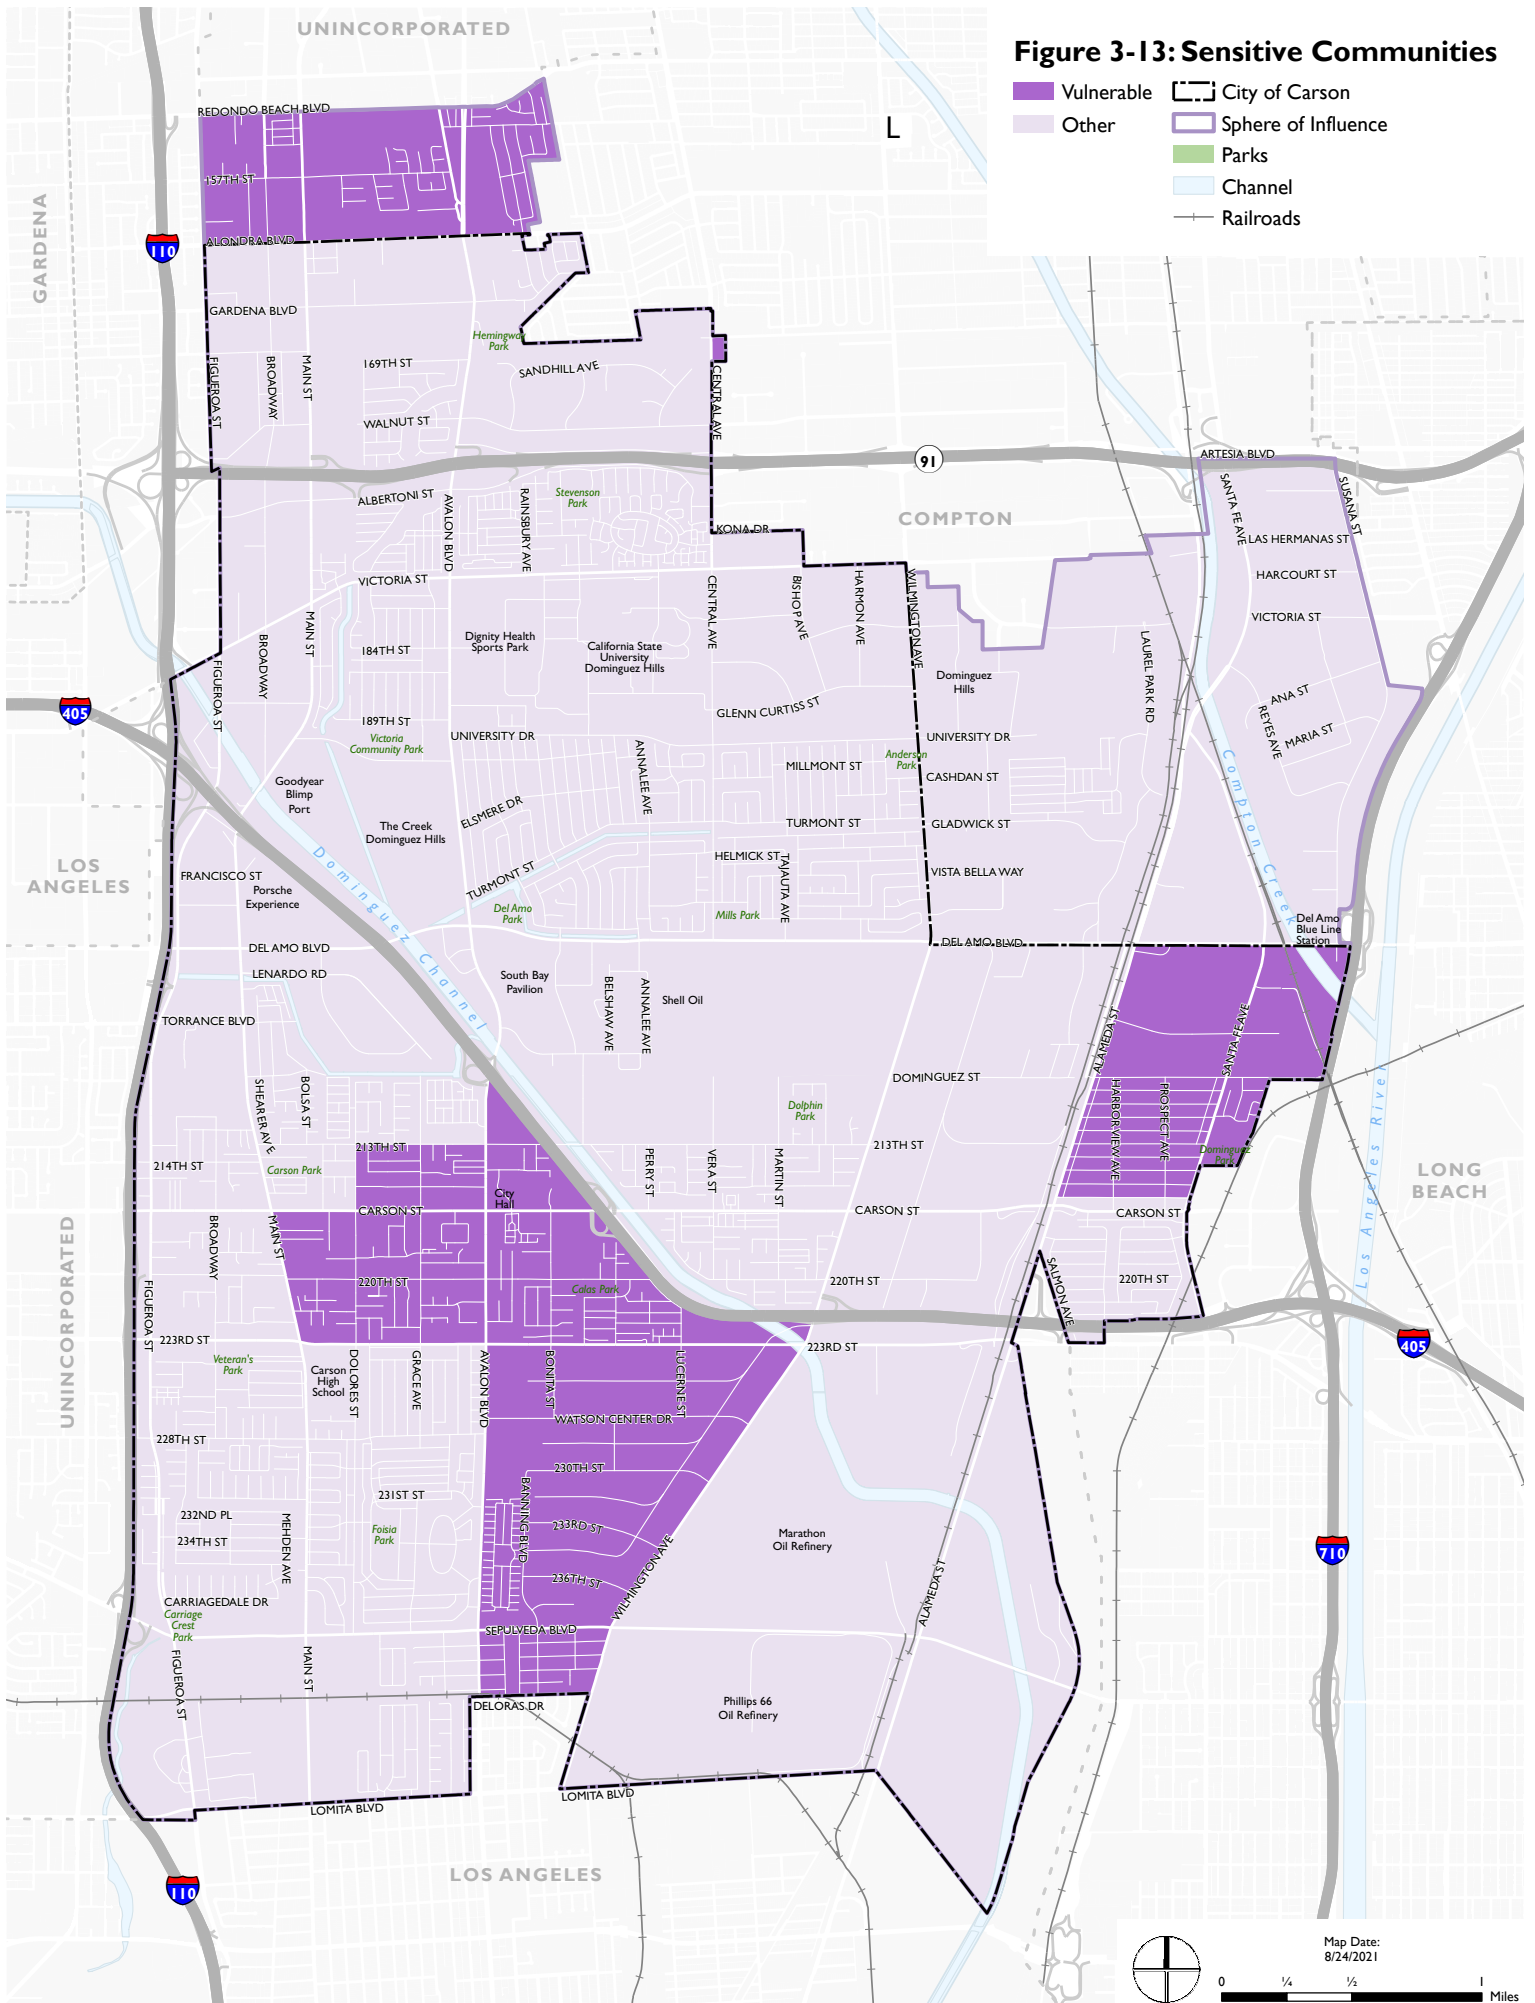 UNINCORPORATED
Figure 3-13: Sensitive Communities
Vulnerable
Other
City of Carson
Sphere of Influence
Parks
Channel
Railroads
L
REDONDO BEACH BLVD
157TH ST
GARDENA
110
ALONDRA BLVD
GARDENA BLVD
Hemingway
Park
169TH ST
SANDHILL AVE
FIGUEROA ST
BROADWAY
MAIN ST
CENTRAL AVE
WALNUT ST
91
ARTESIA BLVD
ALBERTONI ST
AVALON BLVD
RAINSBURY AVE
Stevenson
Park
KONA DR
COMPTON
SANTA FE AVE
SUSANA ST
LAS HERMANAS ST
VICTORIA ST
HARCOURT ST
CENTRAL AVE
BISHOP AVE
HARMON AVE
WILMINGTON AVE
VICTORIA ST
MAIN ST
BROADWAY
FIGUEROA ST
184TH ST
Dignity Health
Sports Park
California State
University
Dominguez Hills
LAUREL PARK RD
Dominguez
Hills
ANA ST
REYES AVE
MARIA ST
405
189TH ST
GLENN CURTISS ST
Victoria
Community Park
UNIVERSITY DR
UNIVERSITY DR
ANNALEE AVE
MILLMONT ST
Anderson
Park
CASHDAN ST
Compton Creek
Goodyear
Blimp
Port
ELSMERE DR
The Creek
Dominguez Hills
TURMONT ST
GLADWICK ST
LOS
ANGELES
Dominguez Channel
HELMICK ST
TAJAUTA AVE
VISTA BELLA WAY
FRANCISCO ST
TURMONT ST
Porsche
Experience
Del Amo
Park
Mills Park
Del Amo
Blue Line
Station
DEL AMO BLVD
DEL AMO BLVD
LENARDO RD
South Bay
Pavilion
BELSHAW AVE
ANNALEE AVE
Shell Oil
TORRANCE BLVD
ALAMEDA ST
SANTA FE AVE
SHEARER AVE
BOLSA ST
DOMINGUEZ ST
HARBOR VIEW AVE
PROSPECT AVE
Dolphin
Park
Los Angeles River
213TH ST
213TH ST
214TH ST
Carson Park
PERRY ST
VERA ST
MARTIN ST
Dominguez
Park
LONG
BEACH
City
Hall
CARSON ST
CARSON ST
CARSON ST
BROADWAY
MAIN ST
UNINCORPORATED
FIGUEROA ST
220TH ST
Calas Park
220TH ST
SALMON AVE
220TH ST
223RD ST
223RD ST
405
Veteran's
Park
Carson
High
School
DOLORES ST
GRACE AVE
AVALON BLVD
BONITA ST
LUCERNE ST
WATSON CENTER DR
228TH ST
230TH ST
231ST ST
BANNING BLVD
232ND PL
MEHDEN AVE
Foisia
Park
233RD ST
234TH ST
Marathon
Oil Refinery
710
236TH ST
WILMINGTON AVE
ALAMEDA ST
CARRIAGEDALE DR
Carriage
Crest
Park
SEPULVEDA BLVD
FIGUEROA ST
MAIN ST
DELORAS DR
Phillips 66
Oil Refinery
LOMITA BLVD
LOMITA BLVD
LOS ANGELES
110
Map Date:
8/24/2021
0 ¼ ½ 1
Miles